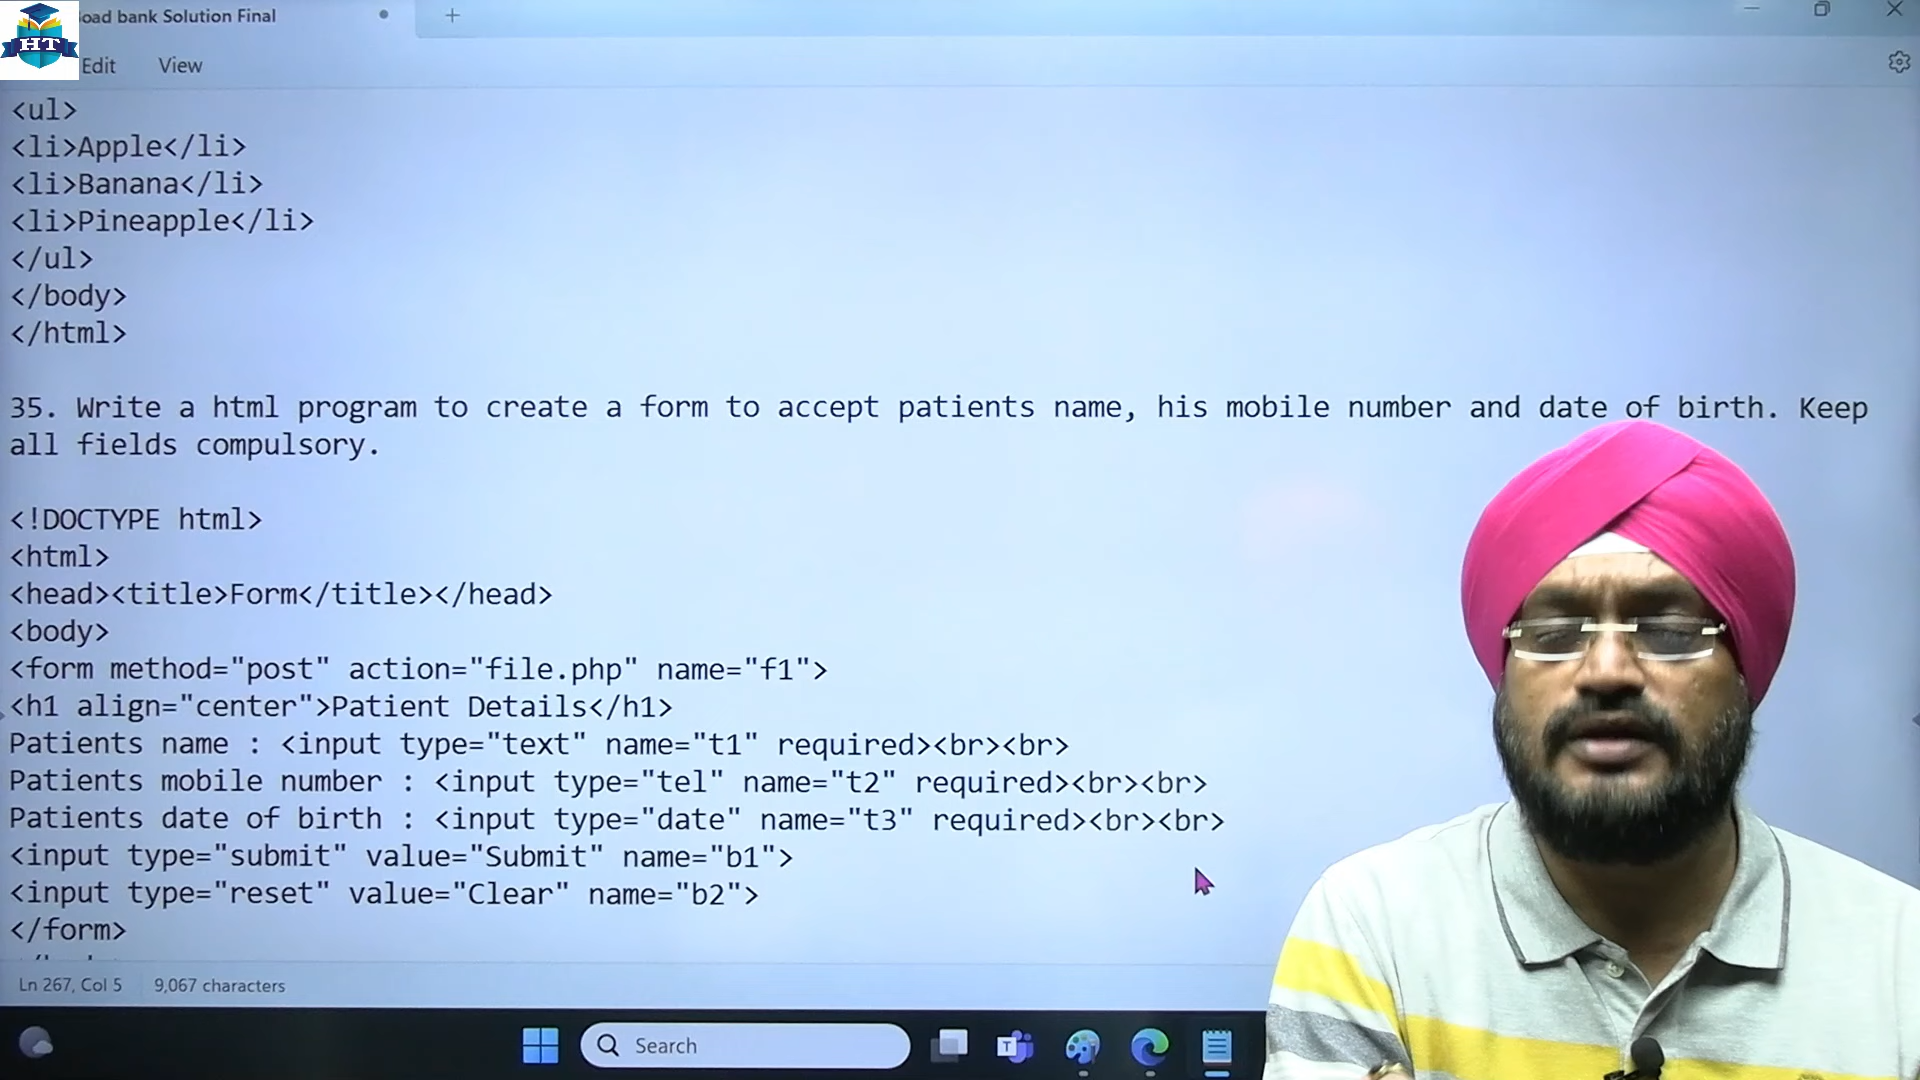 HT
oad bank Solution Final
Edit View
<ul>
<li>Apple</li>
<li>Banana</li>
<li>Pineapple</li>
</ul>
</body>
</html>
35. Write a html program to create a form to accept patients name, his mobile number and date of birth. Keep
all fields compulsory.
<!DOCTYPE html>
<html>
<head><title>Form</title></head>
<body>
<form method="post" action="file.php" name="f1">
<h1 align="center">Patient Details</h1>
Patients name : <input type="text" name="t1" required><br><br>
Patients mobile number : <input type="tel" name="t2" required><br><br>
Patients date of birth : <input type="date" name="t3" required><br><br>
<input type="submit" value="Submit" name="b1">
<input type="reset" value="Clear" name="b2">
</form>
Ln 267, Col 5 9,067 characters
Search